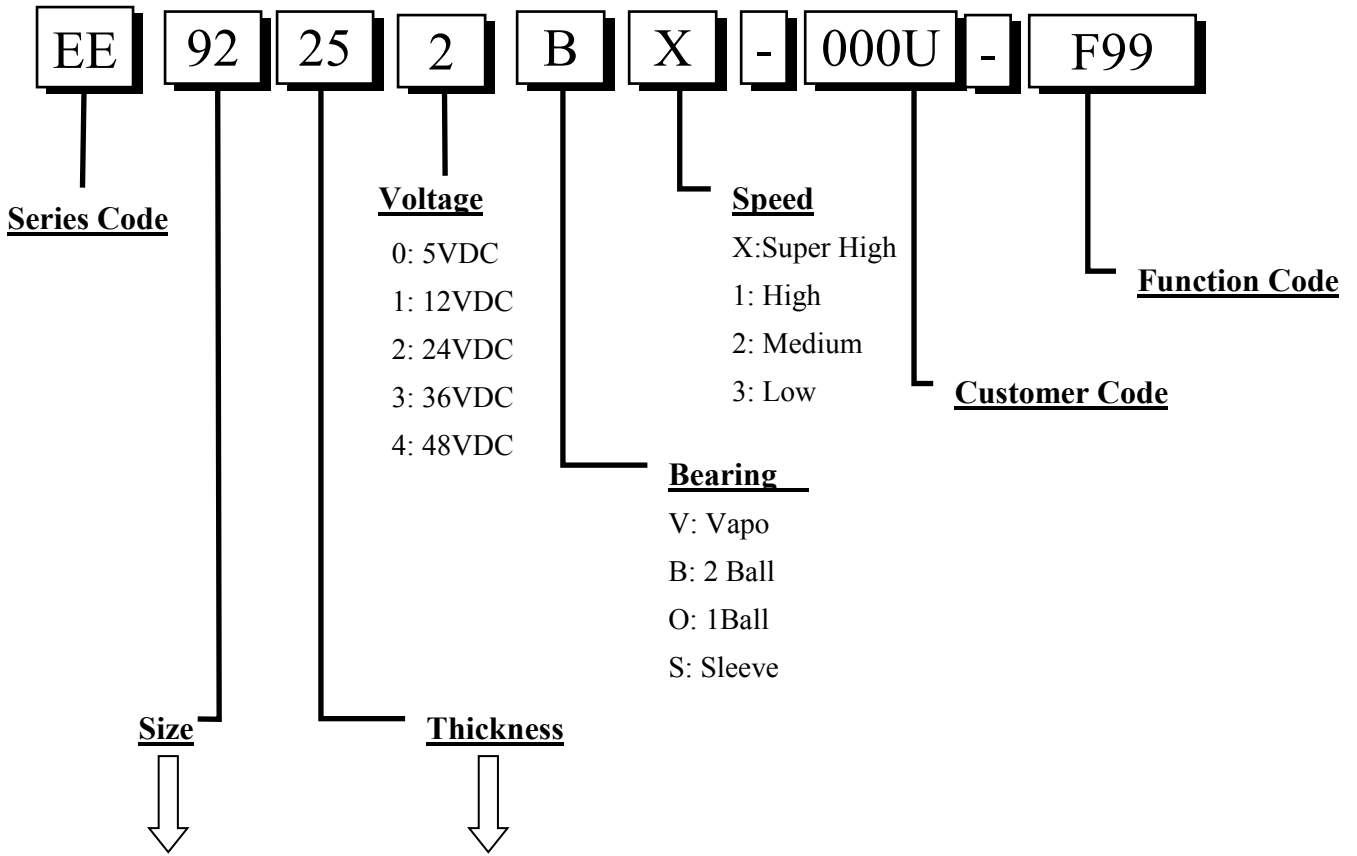 EE 92 25 2 B X - 000U - F99
Series Code
Voltage
0: 5VDC
1: 12VDC
2: 24VDC
3: 36VDC
4: 48VDC
Speed
X:Super High
1: High
2: Medium
3: Low
Function Code
Customer Code
Bearing
V: Vapo
B: 2 Ball
O: 1Ball
S: Sleeve
Size
Thickness